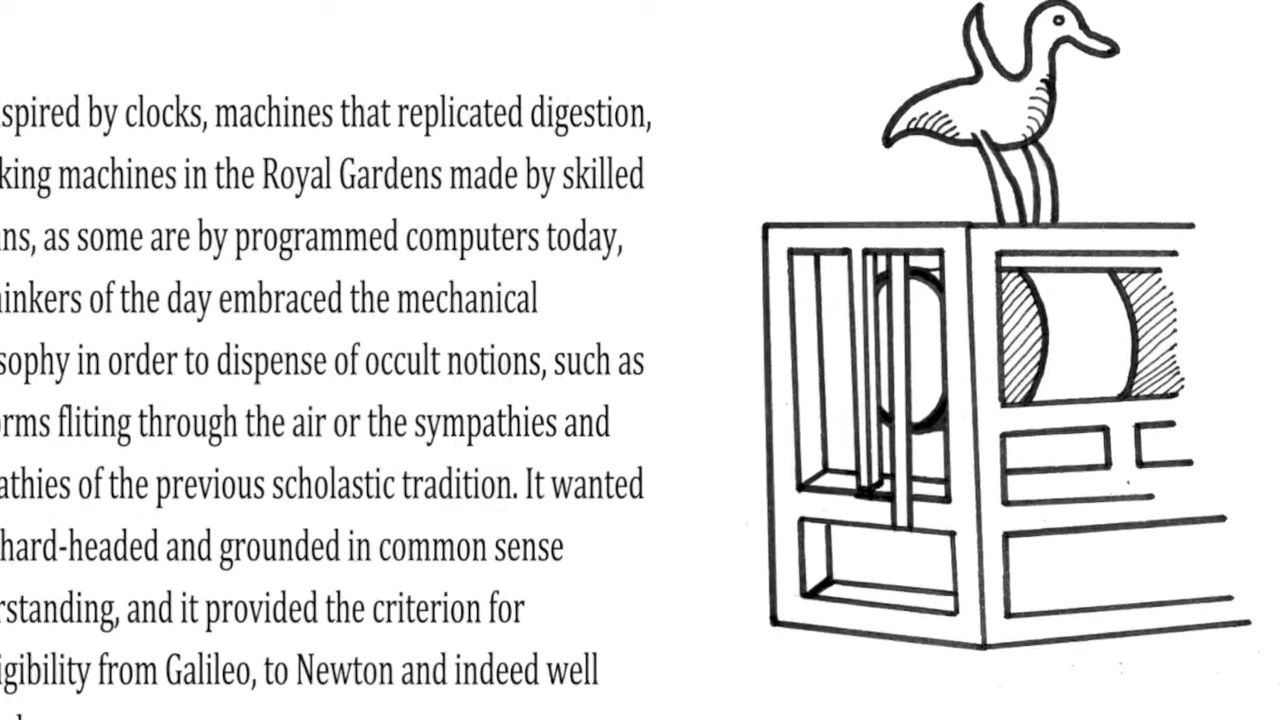 spired by clocks, machines that replicated digestion,
king machines in the Royal Gardens made by skilled
ns, as some are by programmed computers today,
inkers of the day embraced the mechanical
sophy in order to dispense of occult notions, such as
rms fliting through the air or the sympathies and
athies of the previous scholastic tradition. It wanted
hard-headed and grounded in common sense
rstanding, and it provided the criterion for
igibility from Galileo, to Newton and indeed well